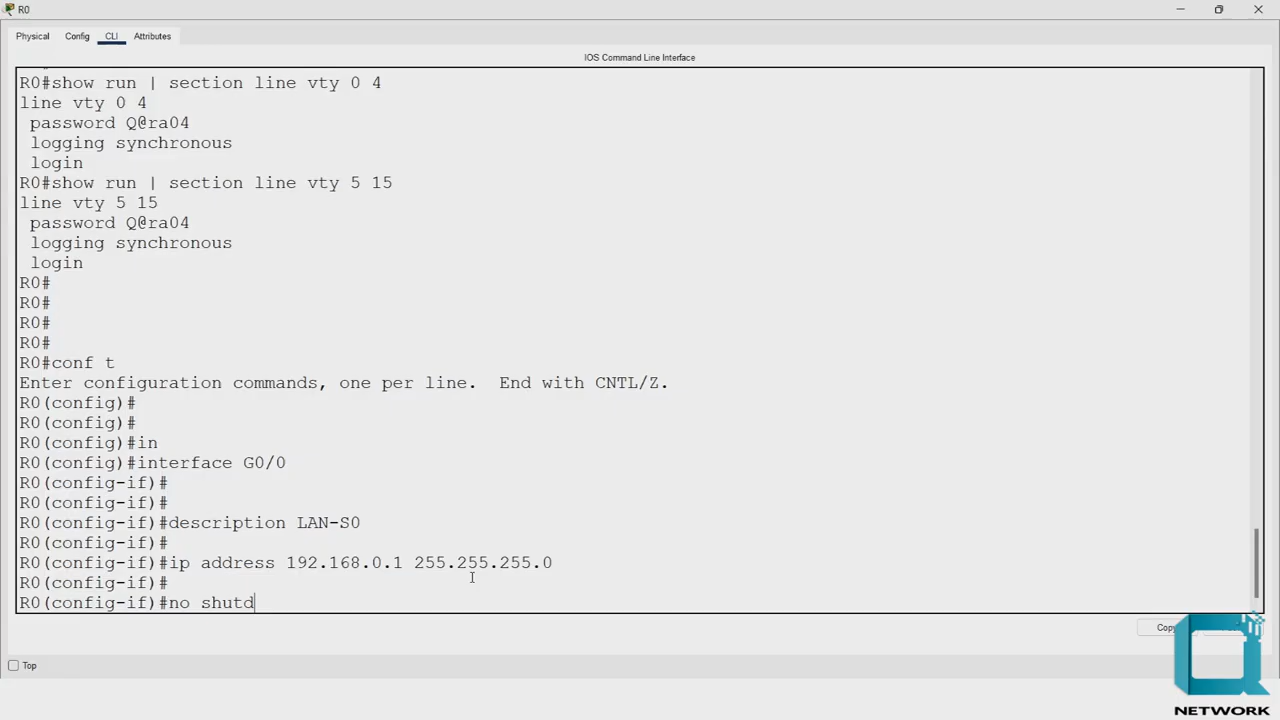 R0
Physical Config CLI Attributes
IOS Command Line Interface
R0#show run | section line vty 0 4
line vty 0 4
password Q@ra04
logging synchronous
login
R0#show run | section line vty 5 15
line vty 5 15
password Q@ra04
logging synchronous
login
R0#
R0#
R0#
R0#
R0#conf t
Enter configuration commands, one per line. End with CNTL/Z.
R0(config)#
R0(config)#
R0(config)#in
R0(config)#interface G0/0
R0(config-if)#
R0(config-if)#
R0(config-if)#description LAN-S0
R0(config-if)#
R0(config-if)#ip address 192.168.0.1 255.255.255.0
R0(config-if)#
R0(config-if)#no shutd
Copy
Top
NETWORK